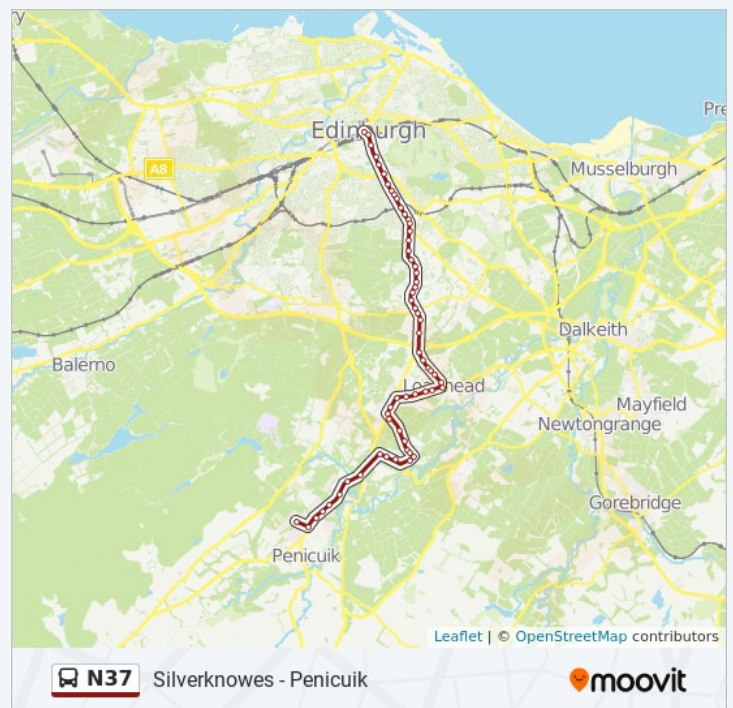 y
Edinburgh
Pre
A8
Musselburgh
Dalkeith
Balerno
Loanhead
Mayfield
Newtongrange
Gorebridge
Penicuik
Leaflet | © OpenStreetMap contributors
N37 Silverknowes - Penicuik moovit